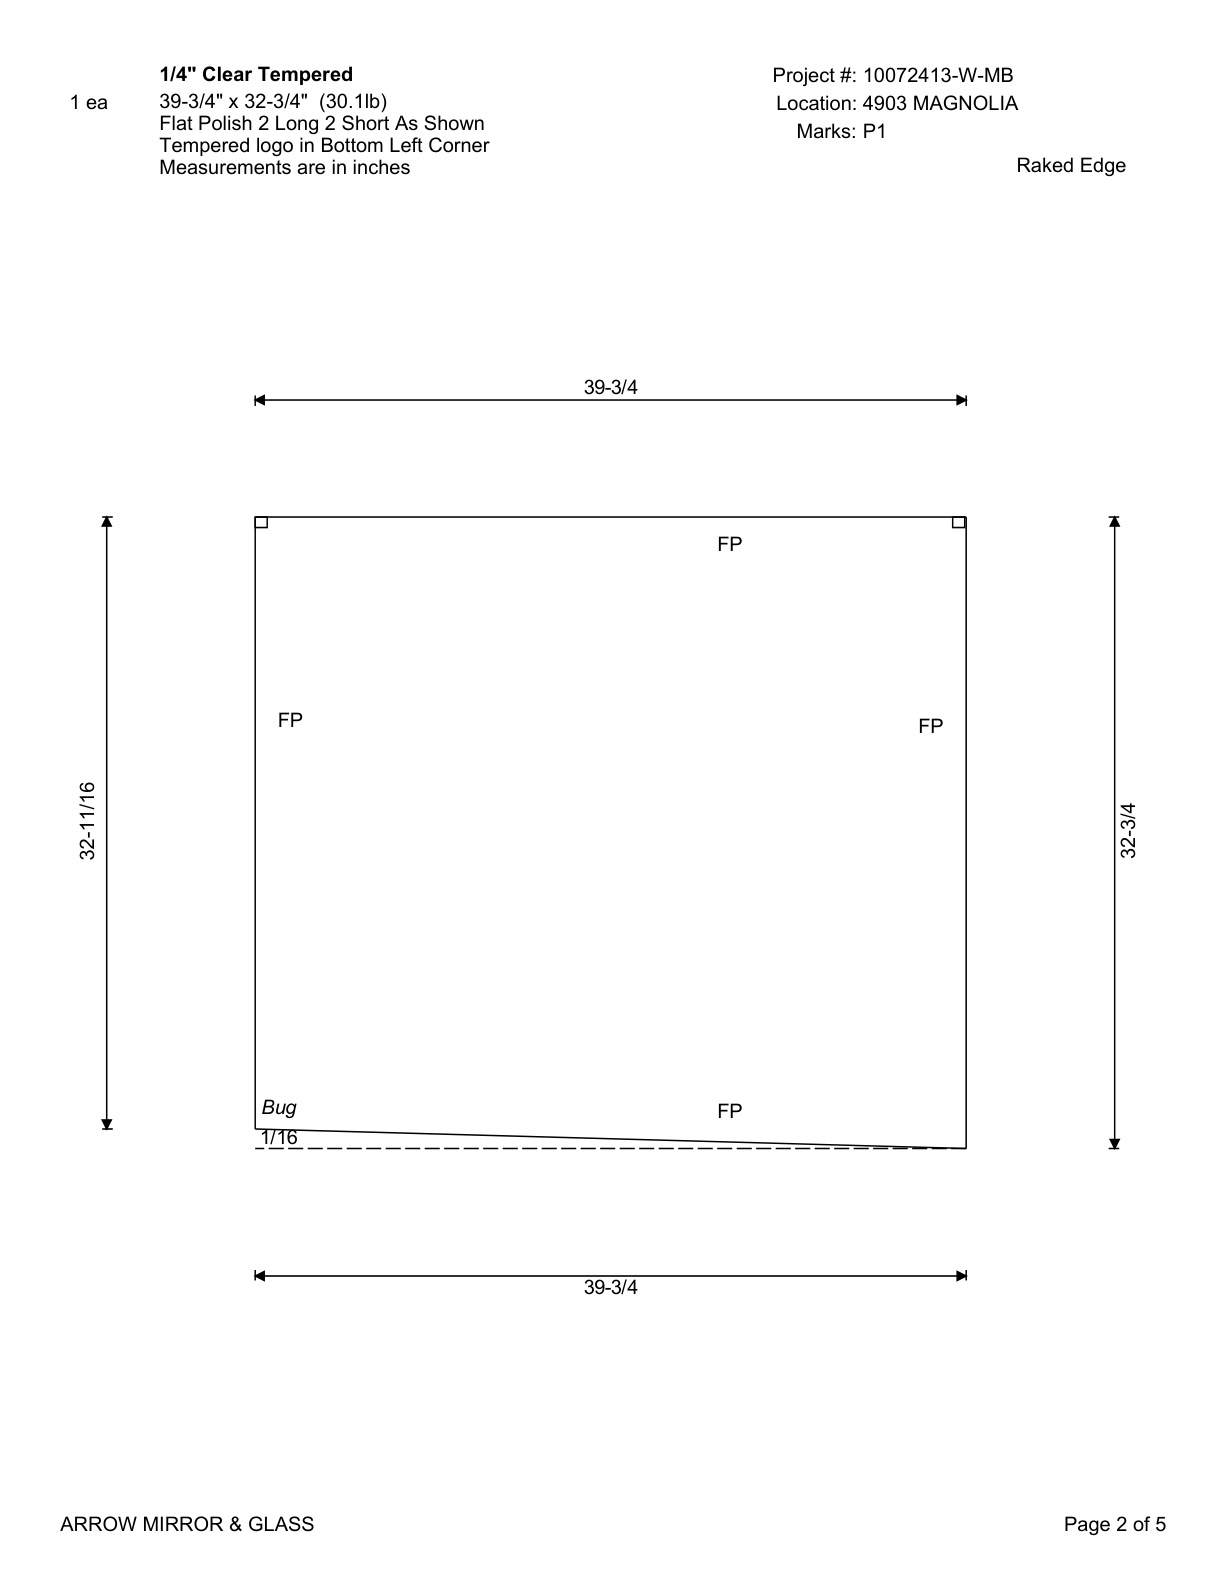 1/4" Clear Tempered
1 ea
39-3/4" x 32-3/4"  (30.1lb)
Flat Polish 2 Long 2 Short As Shown
Tempered logo in Bottom Left Corner
Measurements are in inches
Project #: 10072413-W-MB
Location: 4903 MAGNOLIA
Marks: P1
Raked Edge
39-3/4
FP
FP
FP
32-11/16
32-3/4
Bug
FP
1/16
39-3/4
ARROW MIRROR & GLASS
Page 2 of 5